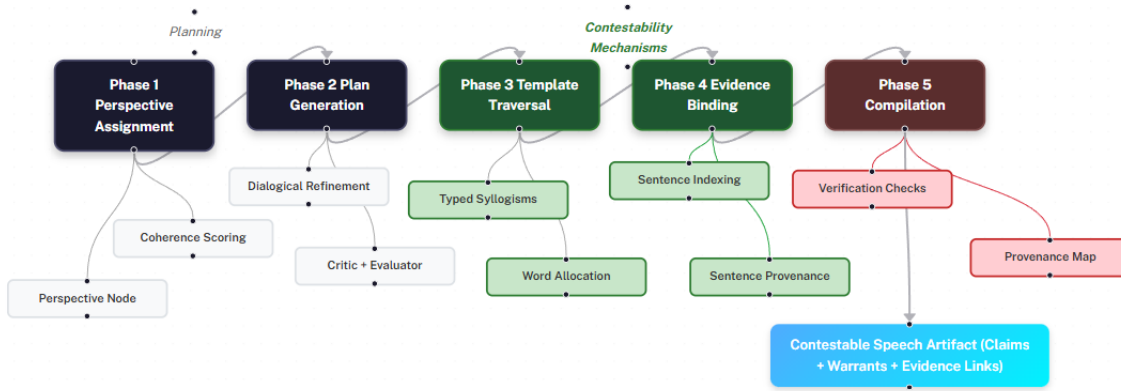 Planning
Contestability
Mechanisms
Phase 1
Perspective
Assignment
Phase 2 Plan
Generation
Phase 3 Template
Traversal
Phase 4 Evidence
Binding
Phase 5
Compilation
Dialogical Refinement
Typed Syllogisms
Sentence Indexing
Verification Checks
Coherence Scoring
Critic + Evaluator
Word Allocation
Sentence Provenance
Provenance Map
Perspective Node
Contestable Speech Artifact (Claims
+ Warrants + Evidence Links)